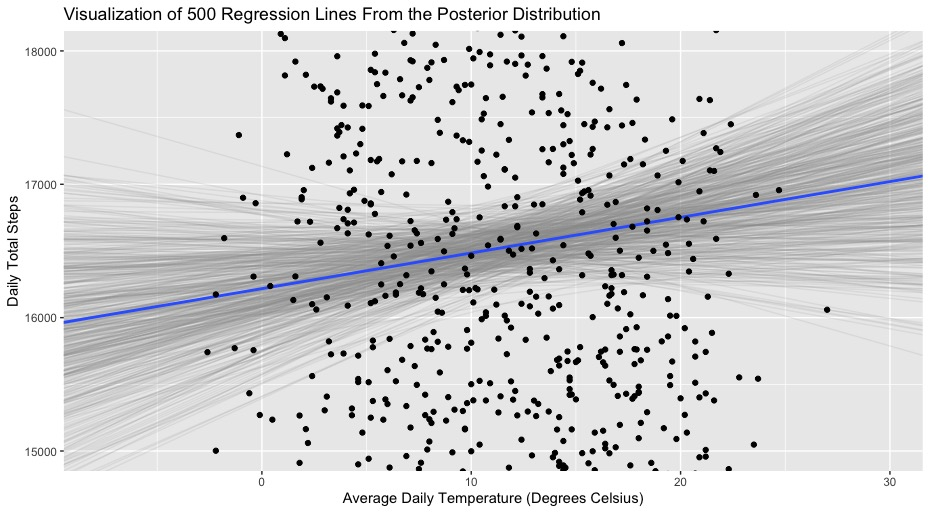 Visualization of 500 Regression Lines From the Posterior Distribution
Daily Total Steps
18000
17000
16000
15000
0 10 20 30
Average Daily Temperature (Degrees Celsius)